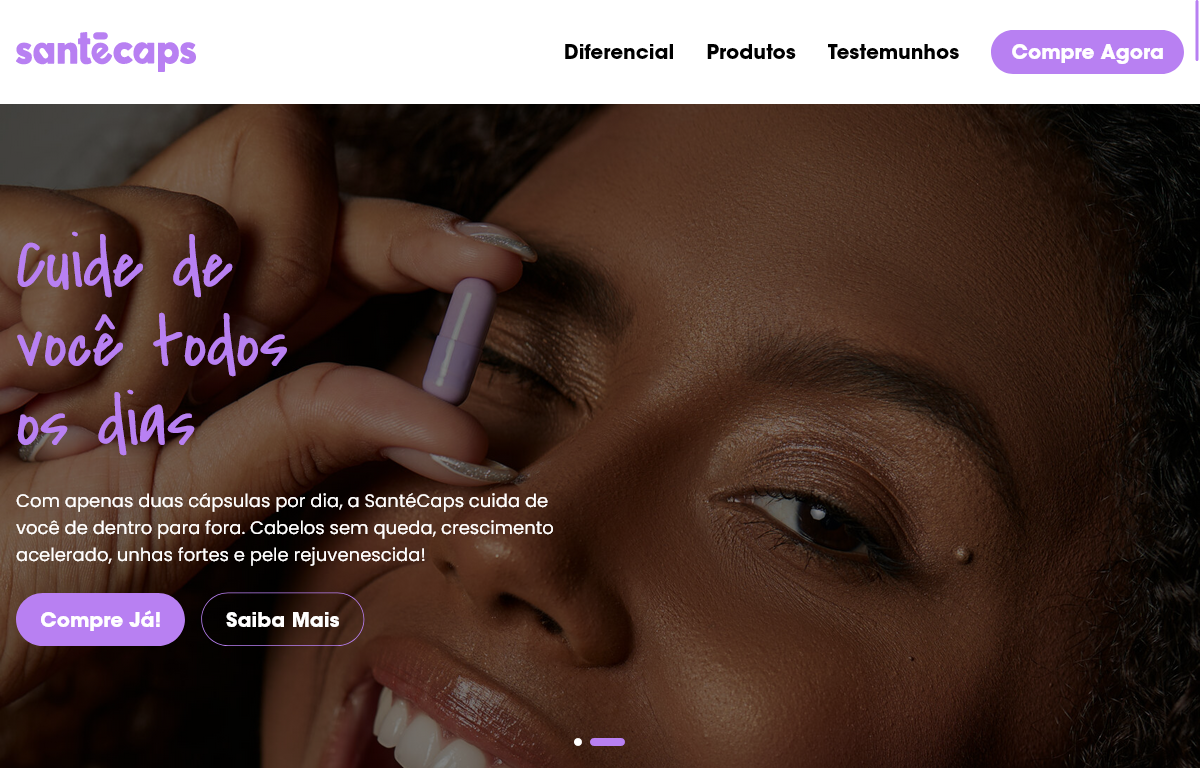 santēcaps
Diferencial
Produtos
Testemunhos
Compre Agora
Cuide de
você todos
os dias
Com apenas duas cápsulas por dia, a SantéCaps cuida de
você de dentro para fora. Cabelos sem queda, crescimento
acelerado, unhas fortes e pele rejuvenescida!
Compre Já!
Saiba Mais